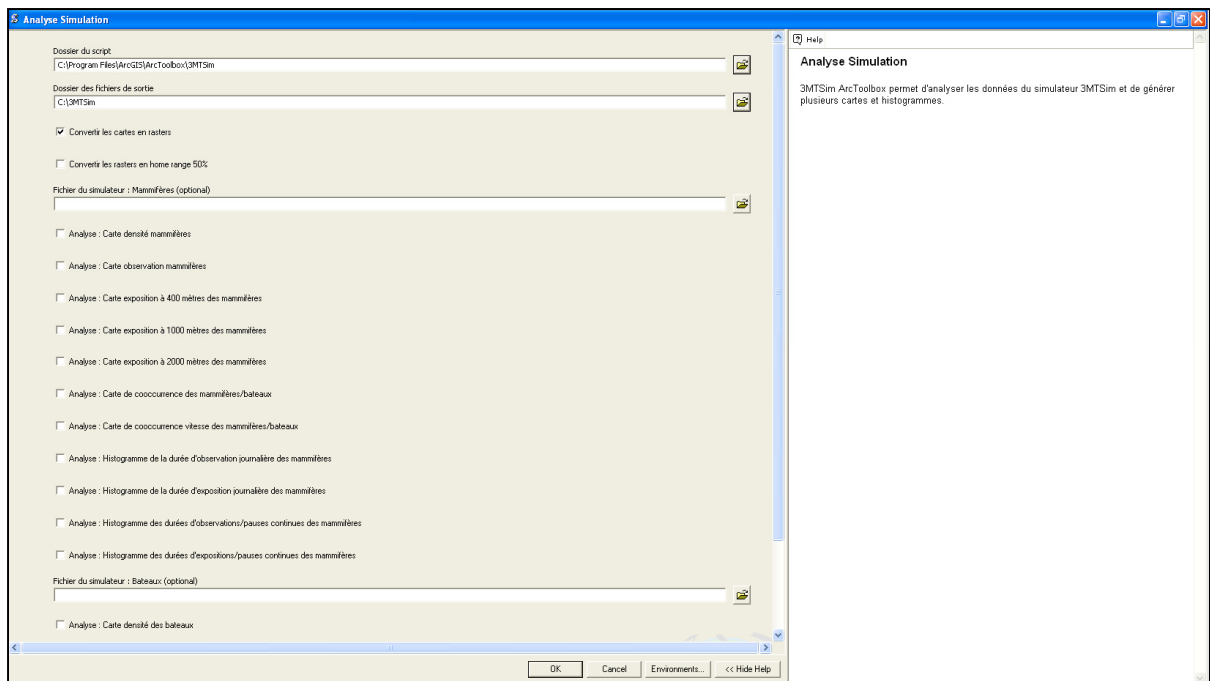 Analyse Simulation
Dossier du script
C:\Program Files\ArcGIS\ArcToolbox\3MTSim
Dossier des fichiers de sortie
C:\3MTSim
Convertir les cartes en rasters
Convertir les rasters en home range 50%
Fichier du simulateur : Mammifères (optional)
Analyse : Carte densité mammifères
Analyse : Carte observation mammifères
Analyse : Carte exposition à 400 mètres des mammifères
Analyse : Carte exposition à 1000 mètres des mammifères
Analyse : Carte exposition à 2000 mètres des mammifères
Analyse : Carte de cooccurrence des mammifères/bateaux
Analyse : Carte de cooccurrence vitesse des mammifères/bateaux
Analyse : Histogramme de la durée d'observation journalière des mammifères
Analyse : Histogramme de la durée d'exposition journalière des mammifères
Analyse : Histogramme des durées d'observations/pauses continues des mammifères
Analyse : Histogramme des durées d'expositions/pauses continues des mammifères
Fichier du simulateur : Bateaux (optional)
Analyse : Carte densité des bateaux
OK Cancel Environments... << Hide Help
Help
Analyse Simulation
3MTSim ArcToolbox permet d'analyser les données du simulateur 3MTSim et de générer
plusieurs cartes et histogrammes.